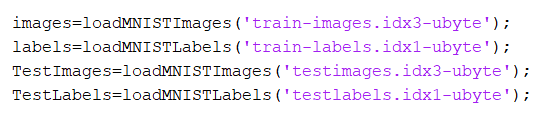 images=loadMNISTImages('train-images.idx3-ubyte');
labels=loadMNISTLabels('train-labels.idx1-ubyte');
TestImages=loadMNISTImages('testimages.idx3-ubyte');
TestLabels=loadMNISTLabels('testlabels.idx1-ubyte');